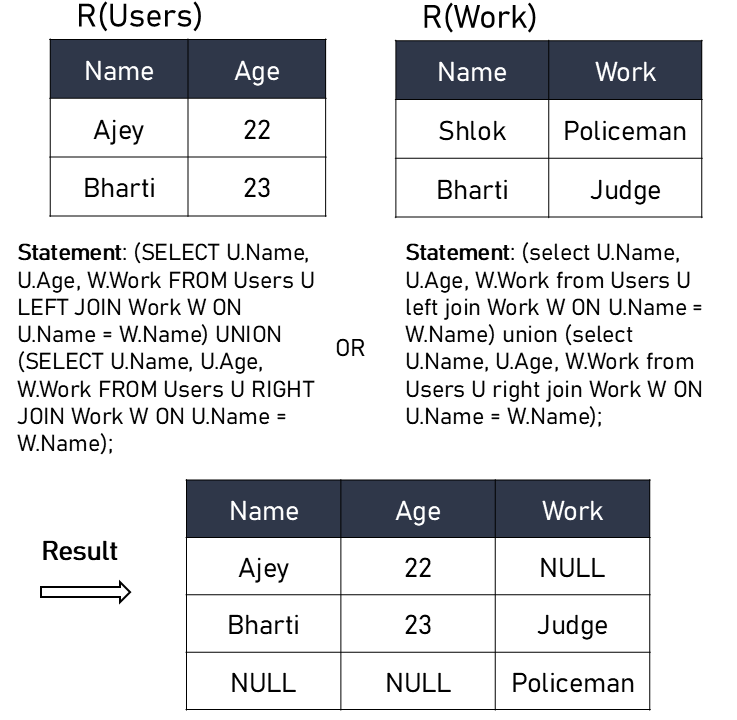 R(Users)
R(Work)
Name Age
Ajey 22
Bharti 23
Name Work
Shlok Policeman
Bharti Judge
Statement: (SELECT U.Name,
U.Age, W.Work FROM Users U
LEFT JOIN Work W ON
U.Name = W.Name) UNION
(SELECT U.Name, U.Age,
W.Work FROM Users U RIGHT
JOIN Work W ON U.Name =
W.Name);
OR
Statement: (select U.Name,
U.Age, W.Work from Users U
left join Work W ON U.Name =
W.Name) union (select
U.Name, U.Age, W.Work from
Users U right join Work W ON
U.Name = W.Name);
Result
Name Age Work
Ajey 22 NULL
Bharti 23 Judge
NULL NULL Policeman